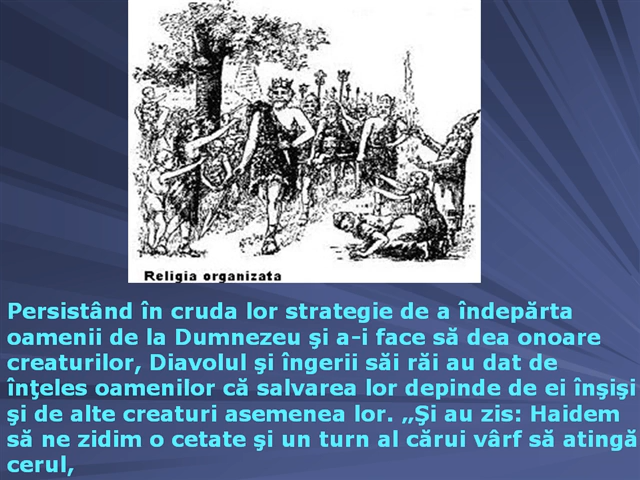 Religia organizata
Persistând în cruda lor strategie de a îndepărta
oamenii de la Dumnezeu şi a-i face să dea onoare
creaturilor, Diavolul şi îngerii săi răi au dat de
înţeles oamenilor că salvarea lor depinde de ei înşişi
şi de alte creaturi asemenea lor. „Şi au zis: Haidem
să ne zidim o cetate şi un turn al cărui vârf să atingă
cerul,